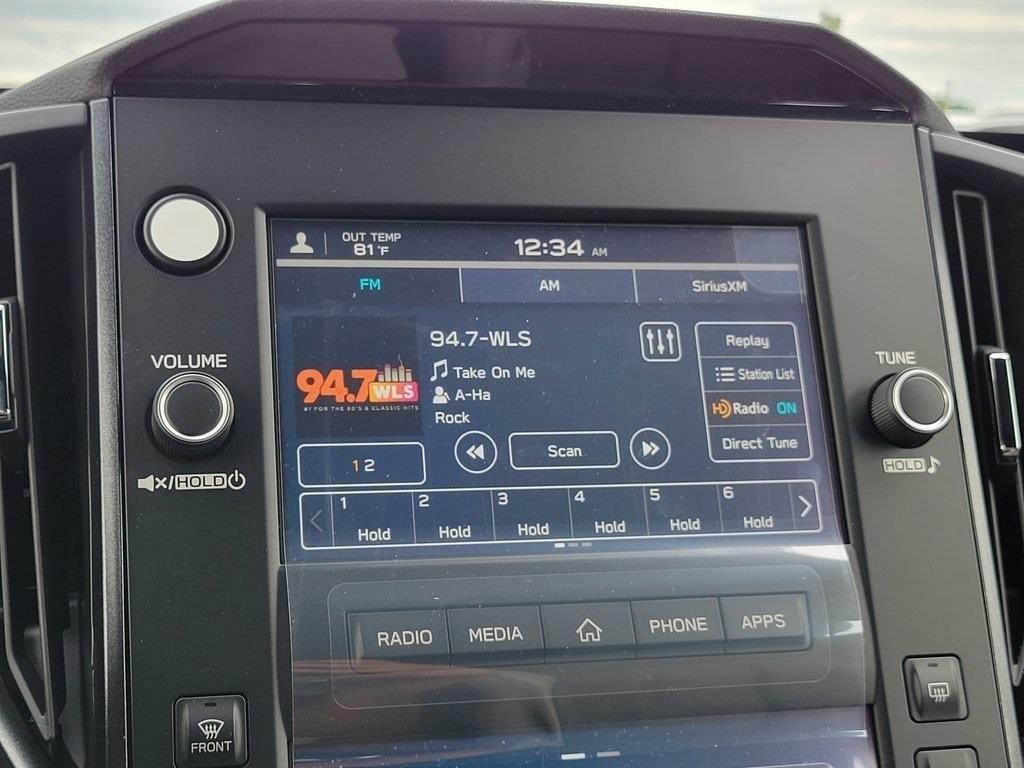 OUT TEMP
81°F
12:34 AM
FM
AM
SiriusXM
94.7-WLS
Replay
94.7 WLS
#1 FOR THE 80'S & CLASSIC HITS
Take On Me
A-Ha
Rock
Station List
HD Radio ON
Direct Tune
Scan
1 2
1 Hold
2 Hold
3 Hold
4 Hold
5 Hold
6 Hold
VOLUME
/HOLD
TUNE
HOLD
RADIO
MEDIA
PHONE
APPS
FRONT